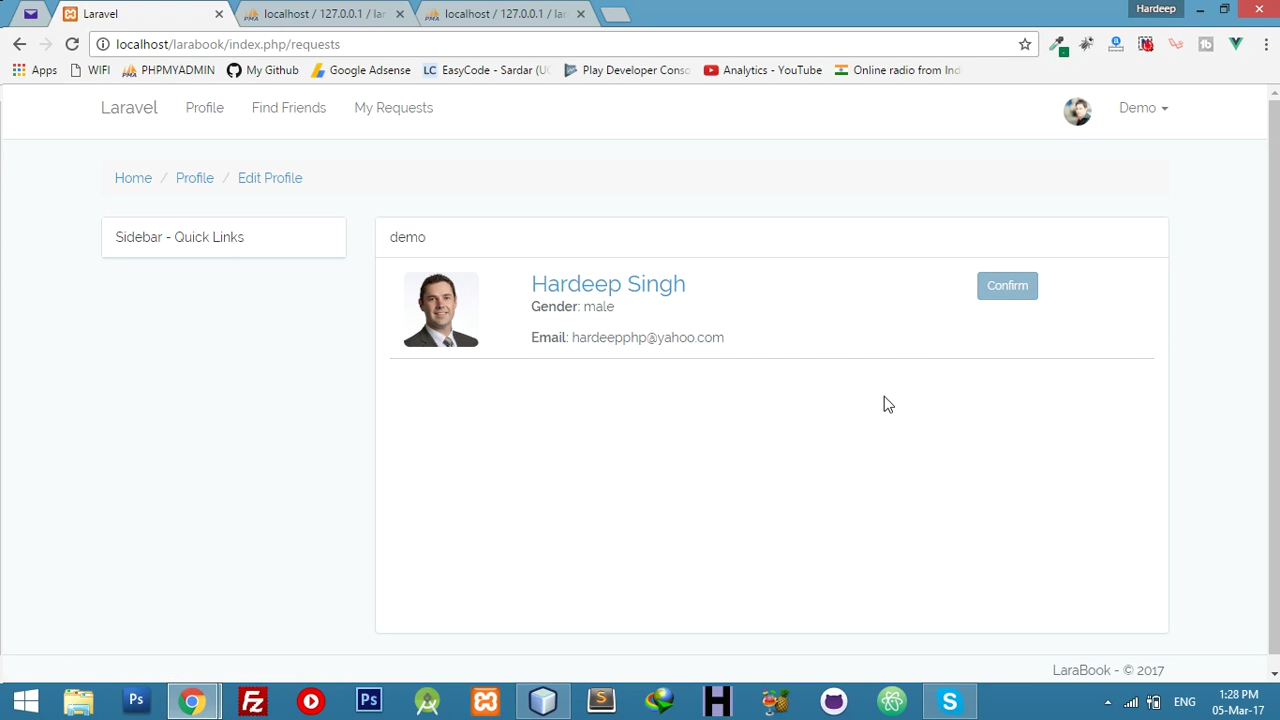 Laravel
localhost / 127.0.0.1 / lar
localhost / 127.0.0.1 / lar
Hardeep
localhost/larabook/index.php/requests
Apps WIFI PHPMYADMIN My Github Google Adsense EasyCode - Sardar (UC Play Developer Conso Analytics - YouTube Online radio from Ind
Laravel Profile Find Friends My Requests Demo
Home / Profile / Edit Profile
Sidebar - Quick Links
demo
Hardeep Singh
Confirm
Gender: male
Email: hardeepphp@yahoo.com
LaraBook - © 2017
ENG
1:28 PM
05-Mar-17